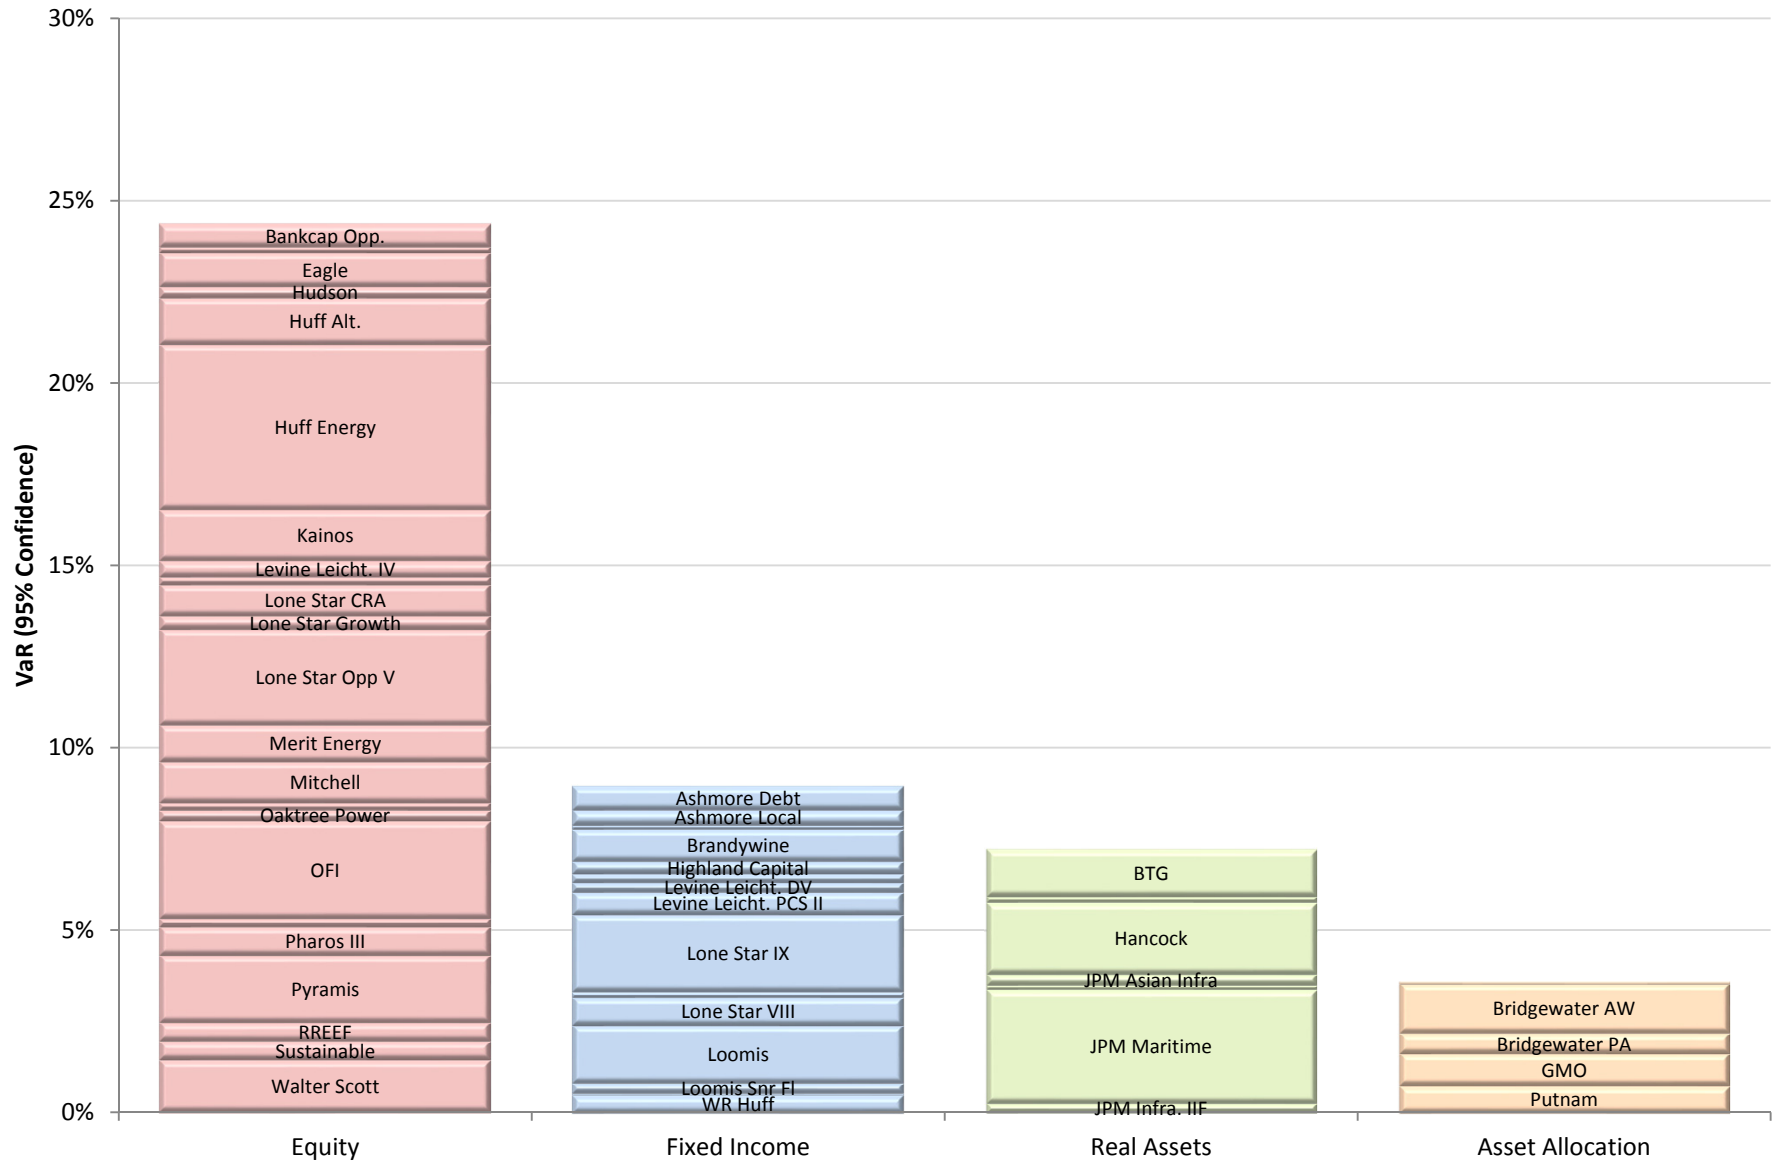 30%
25%
20%
15%
10%
5%
0%
VaR (95% Confidence)
Bankcap Opp.
Eagle
Hudson
Huff Alt.
Huff Energy
Kainos
Levine Leicht. IV
Lone Star CRA
Lone Star Growth
Lone Star Opp V
Merit Energy
Mitchell
Oaktree Power
OFI
Pharos III
Pyramis
RREEF
Sustainable
Walter Scott
Ashmore Debt
Ashmore Local
Brandywine
Highland Capital
Levine Leicht. DV
Levine Leicht. PCS II
Lone Star IX
Lone Star VIII
Loomis
Loomis Snr Fl
WR Huff
BTG
Hancock
JPM Asian Infra
JPM Maritime
JPM Infra. IIF
Bridgewater AW
Bridgewater PA
GMO
Putnam
Equity
Fixed Income
Real Assets
Asset Allocation